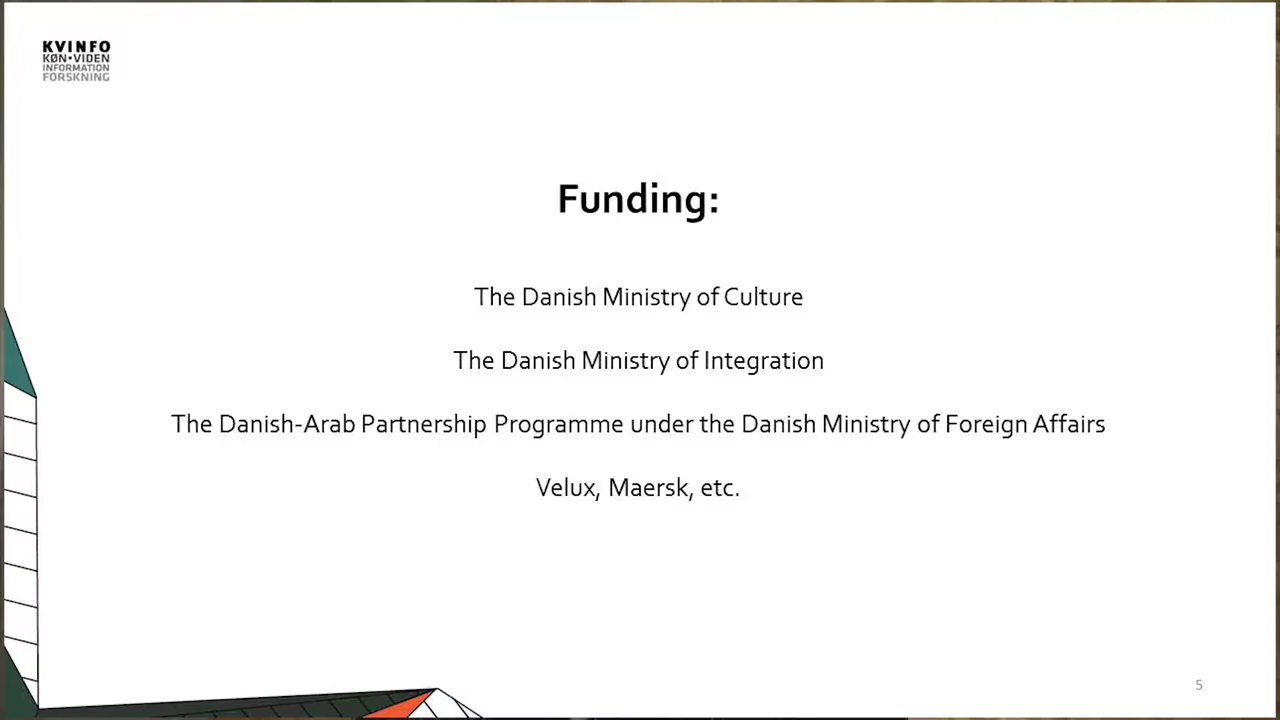 KVINFO
KØN•VIDEN
INFORMATION
FORSKNING
Funding:
The Danish Ministry of Culture
The Danish Ministry of Integration
The Danish-Arab Partnership Programme under the Danish Ministry of Foreign Affairs
Velux, Maersk, etc.
5